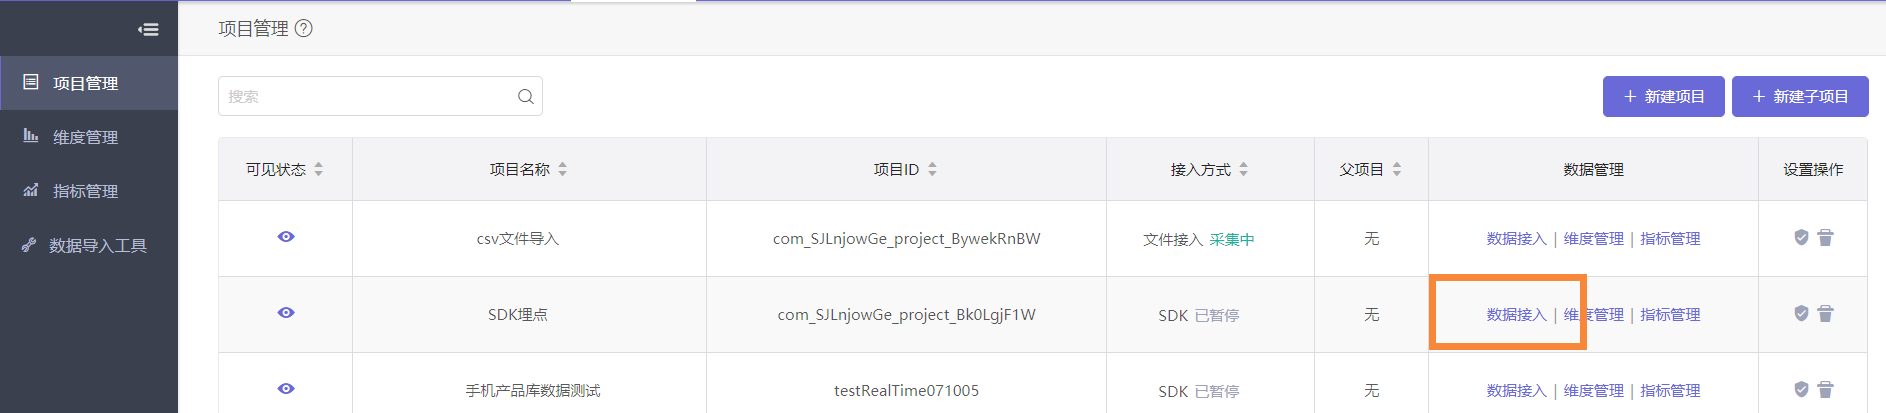 项目管理
项目管理
维度管理
指标管理
数据导入工具
搜索
+ 新建项目
+ 新建子项目
可见状态 项目名称 项目ID 接入方式 父项目 数据管理 设置操作
csv文件导入 com_SJLnjowGe_project_BywekRnBW 文件接入 采集中 无 数据接入 | 维度管理 | 指标管理
SDK埋点 com_SJLnjowGe_project_Bk0LgjF1W SDK 已暂停 无 数据接入 | 维度管理 | 指标管理
手机产品库数据测试 testRealTime071005 SDK 已暂停 无 数据接入 | 维度管理 | 指标管理